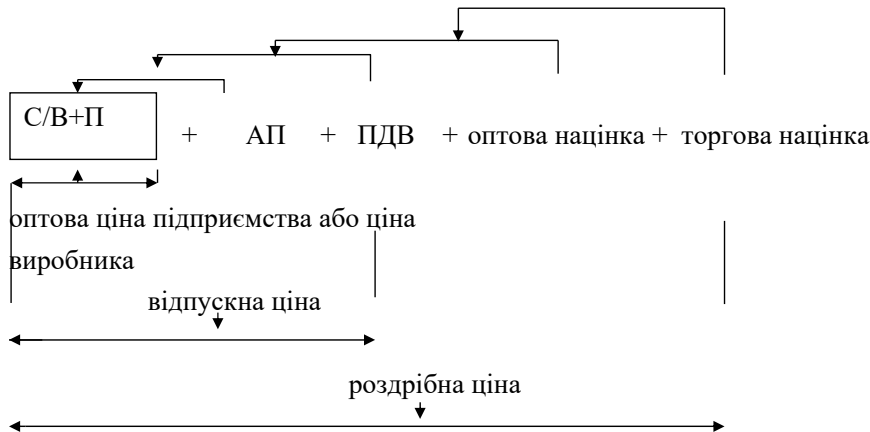 С/В+П
+ АП + ПДВ + оптова націнка + торгова націнка
оптова ціна підприємства або ціна
виробника
відпускна ціна
роздрібна ціна